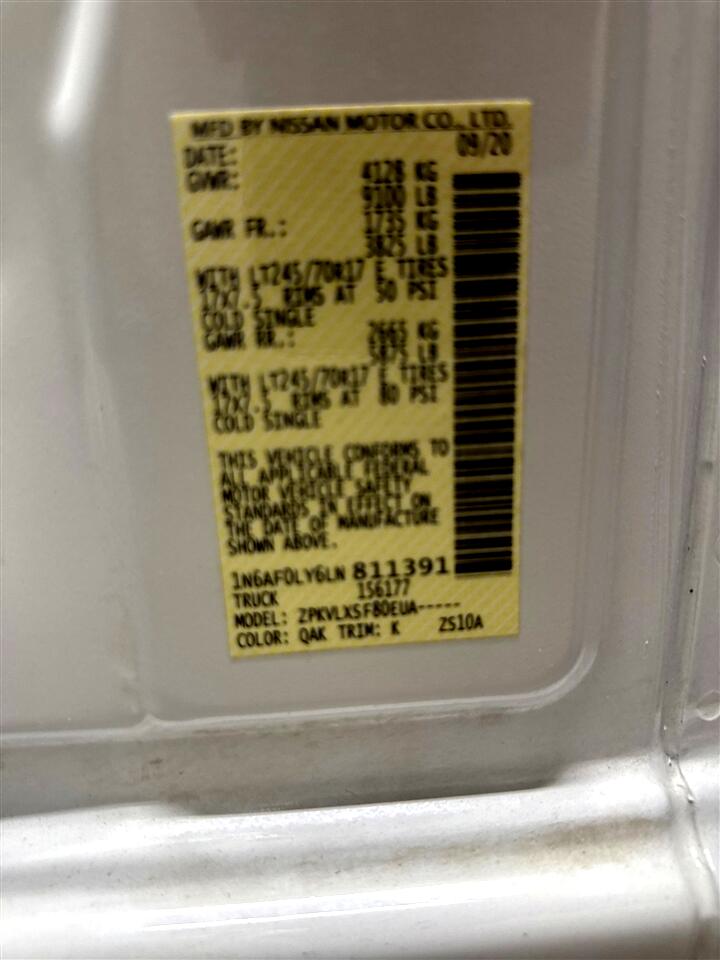 MFD BY NISSAN MOTOR CO., LTD.
DATE: 09/20
GVWR: 4128 KG
9100 LB
GAWR FR.: 1735 KG
3825 LB
WITH LT245/70R17 E TIRES
17X7.5 RIMS AT 50 PSI
COLD SINGLE
GAWR RR.: 2665 KG
5875 LB
WITH LT245/70R17 E TIRES
17X7.5 RIMS AT 80 PSI
COLD SINGLE
THIS VEHICLE CONFORMS TO
ALL APPLICABLE FEDERAL
MOTOR VEHICLE SAFETY
STANDARDS IN EFFECT ON
THE DATE OF MANUFACTURE
SHOWN ABOVE.
1N6AF0LY6LN 811391
TRUCK 156177
MODEL: ZPKVLXSF80EUA-----
COLOR: QAK TRIM: K ZS10A